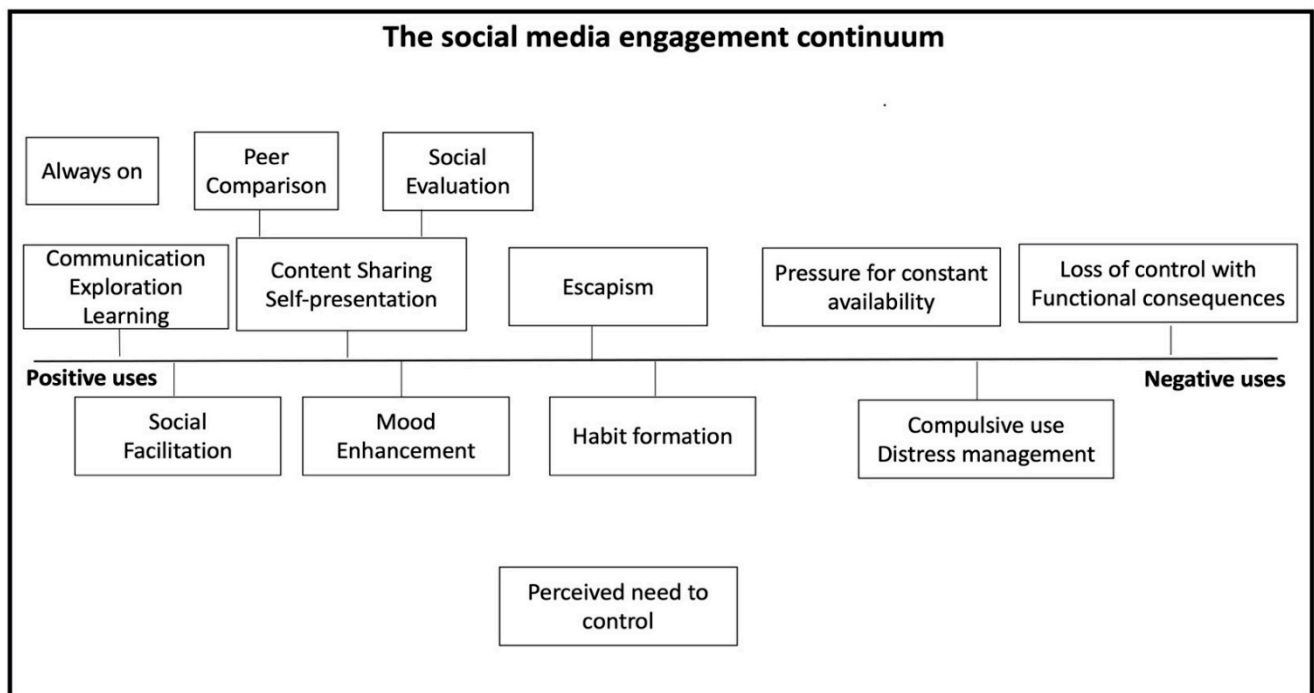 The social media engagement continuum
Always on
Peer
Comparison
Social
Evaluation
Communication
Exploration
Learning
Content Sharing
Self-presentation
Escapism
Pressure for constant
availability
Loss of control with
Functional consequences
Positive uses
Negative uses
Social
Facilitation
Mood
Enhancement
Habit formation
Compulsive use
Distress management
Perceived need to
control